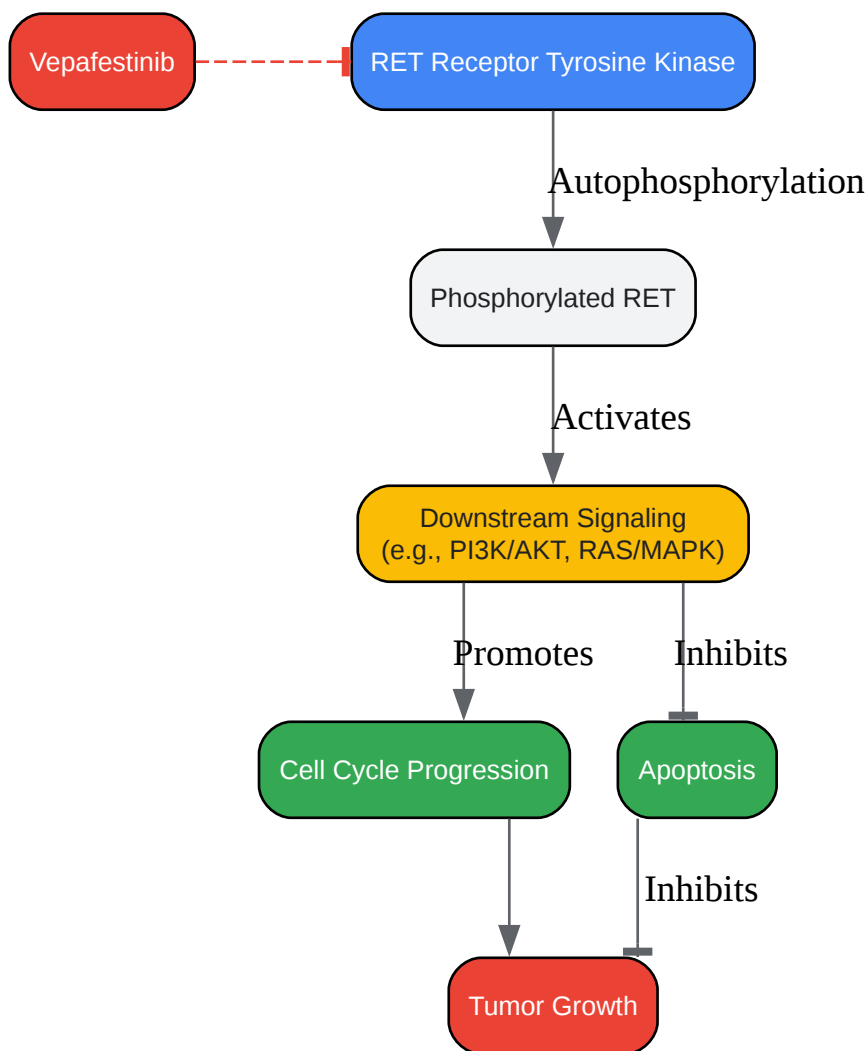 Vepafestinib
RET Receptor Tyrosine Kinase
Autophosphorylation
Phosphorylated RET
Activates
Downstream Signaling
(e.g., PI3K/AKT, RAS/MAPK)
Promotes
Inhibits
Cell Cycle Progression
Apoptosis
Inhibits
Tumor Growth